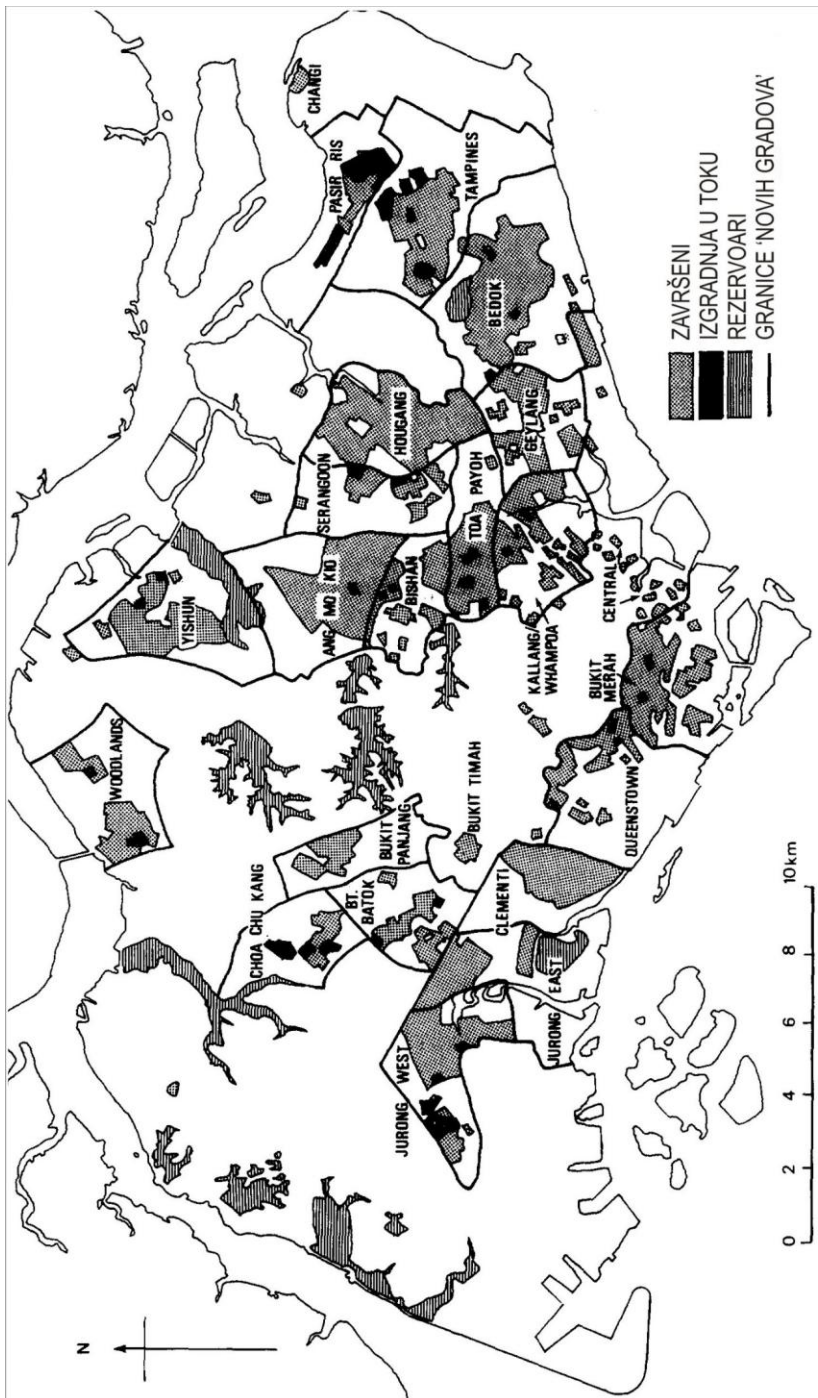 N
WOODLANDS
YISHUN
CHANGI
PASIR RIS
TAMPINES
SERANGOON
HOUGANG
ANG MO KIO
BISHAN
TOA PAYOH
BEDOK
GEYLANG
CHOA CHU KANG
BUKIT
PANJANG
BT.
BATOK
BUKIT TIMAH
KALLANG
WHAMPOA
CENTRAL
JURONG WEST
JURONG EAST
CLEMENTI
QUEENSTOWN
BUKIT
MERAH
0 2 4 6 8 10 km
ZAVRŠENI
IZGRADNJA U TOKU
REZERVOARI
GRANICE 'NOVIH GRADOVA'